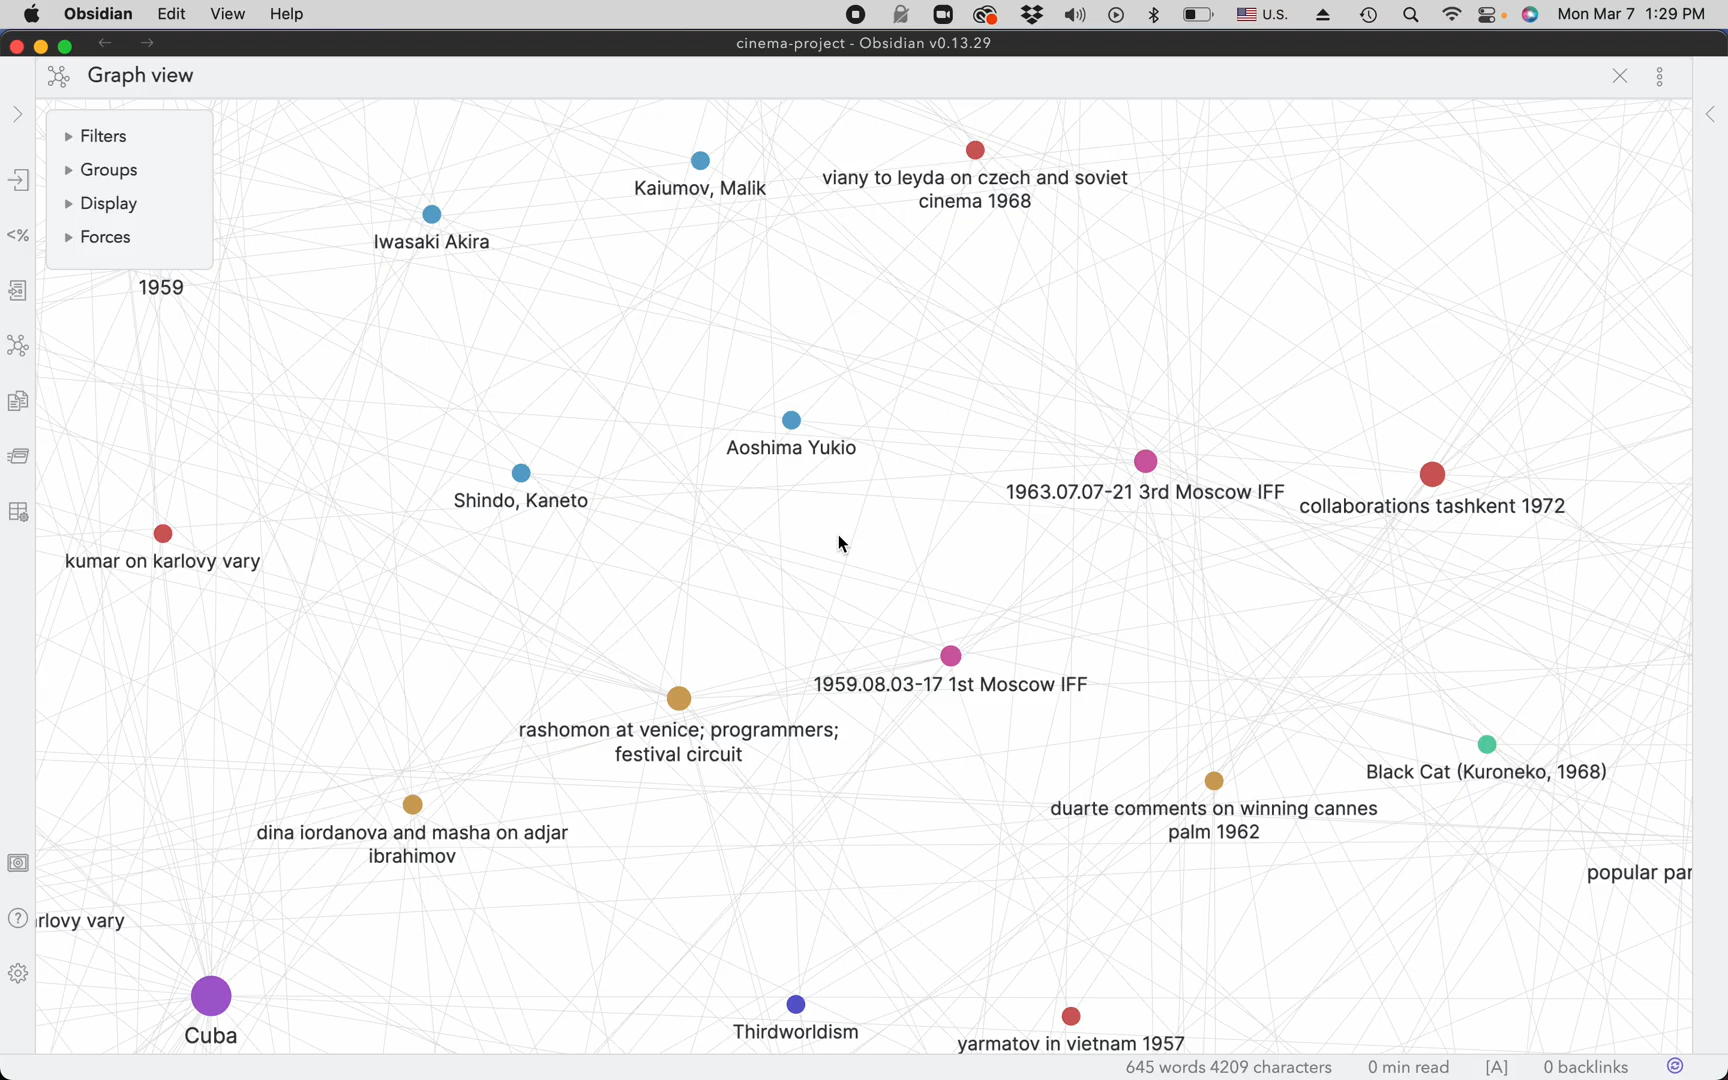 Obsidian Edit View Help U.S. Mon Mar 7 1:29 PM
cinema-project - Obsidian v0.13.29
Graph view
Filters
Groups
Display
Forces
1959
Kaiumov, Malik
viany to leyda on czech and soviet
cinema 1968
Iwasaki Akira
Aoshima Yukio
Shindo, Kaneto
1963.07.07-21 3rd Moscow IFF
collaborations tashkent 1972
kumar on karlovy vary
1959.08.03-17 1st Moscow IFF
rashomon at venice; programmers;
festival circuit
Black Cat (Kuroneko, 1968)
duarte comments on winning cannes
palm 1962
dina iordanova and masha on adjar
ibrahimov
popular par
rlovy vary
Cuba
Thirdworldism
yarmatov in vietnam 1957
645 words 4209 characters 0 min read [A] 0 backlinks